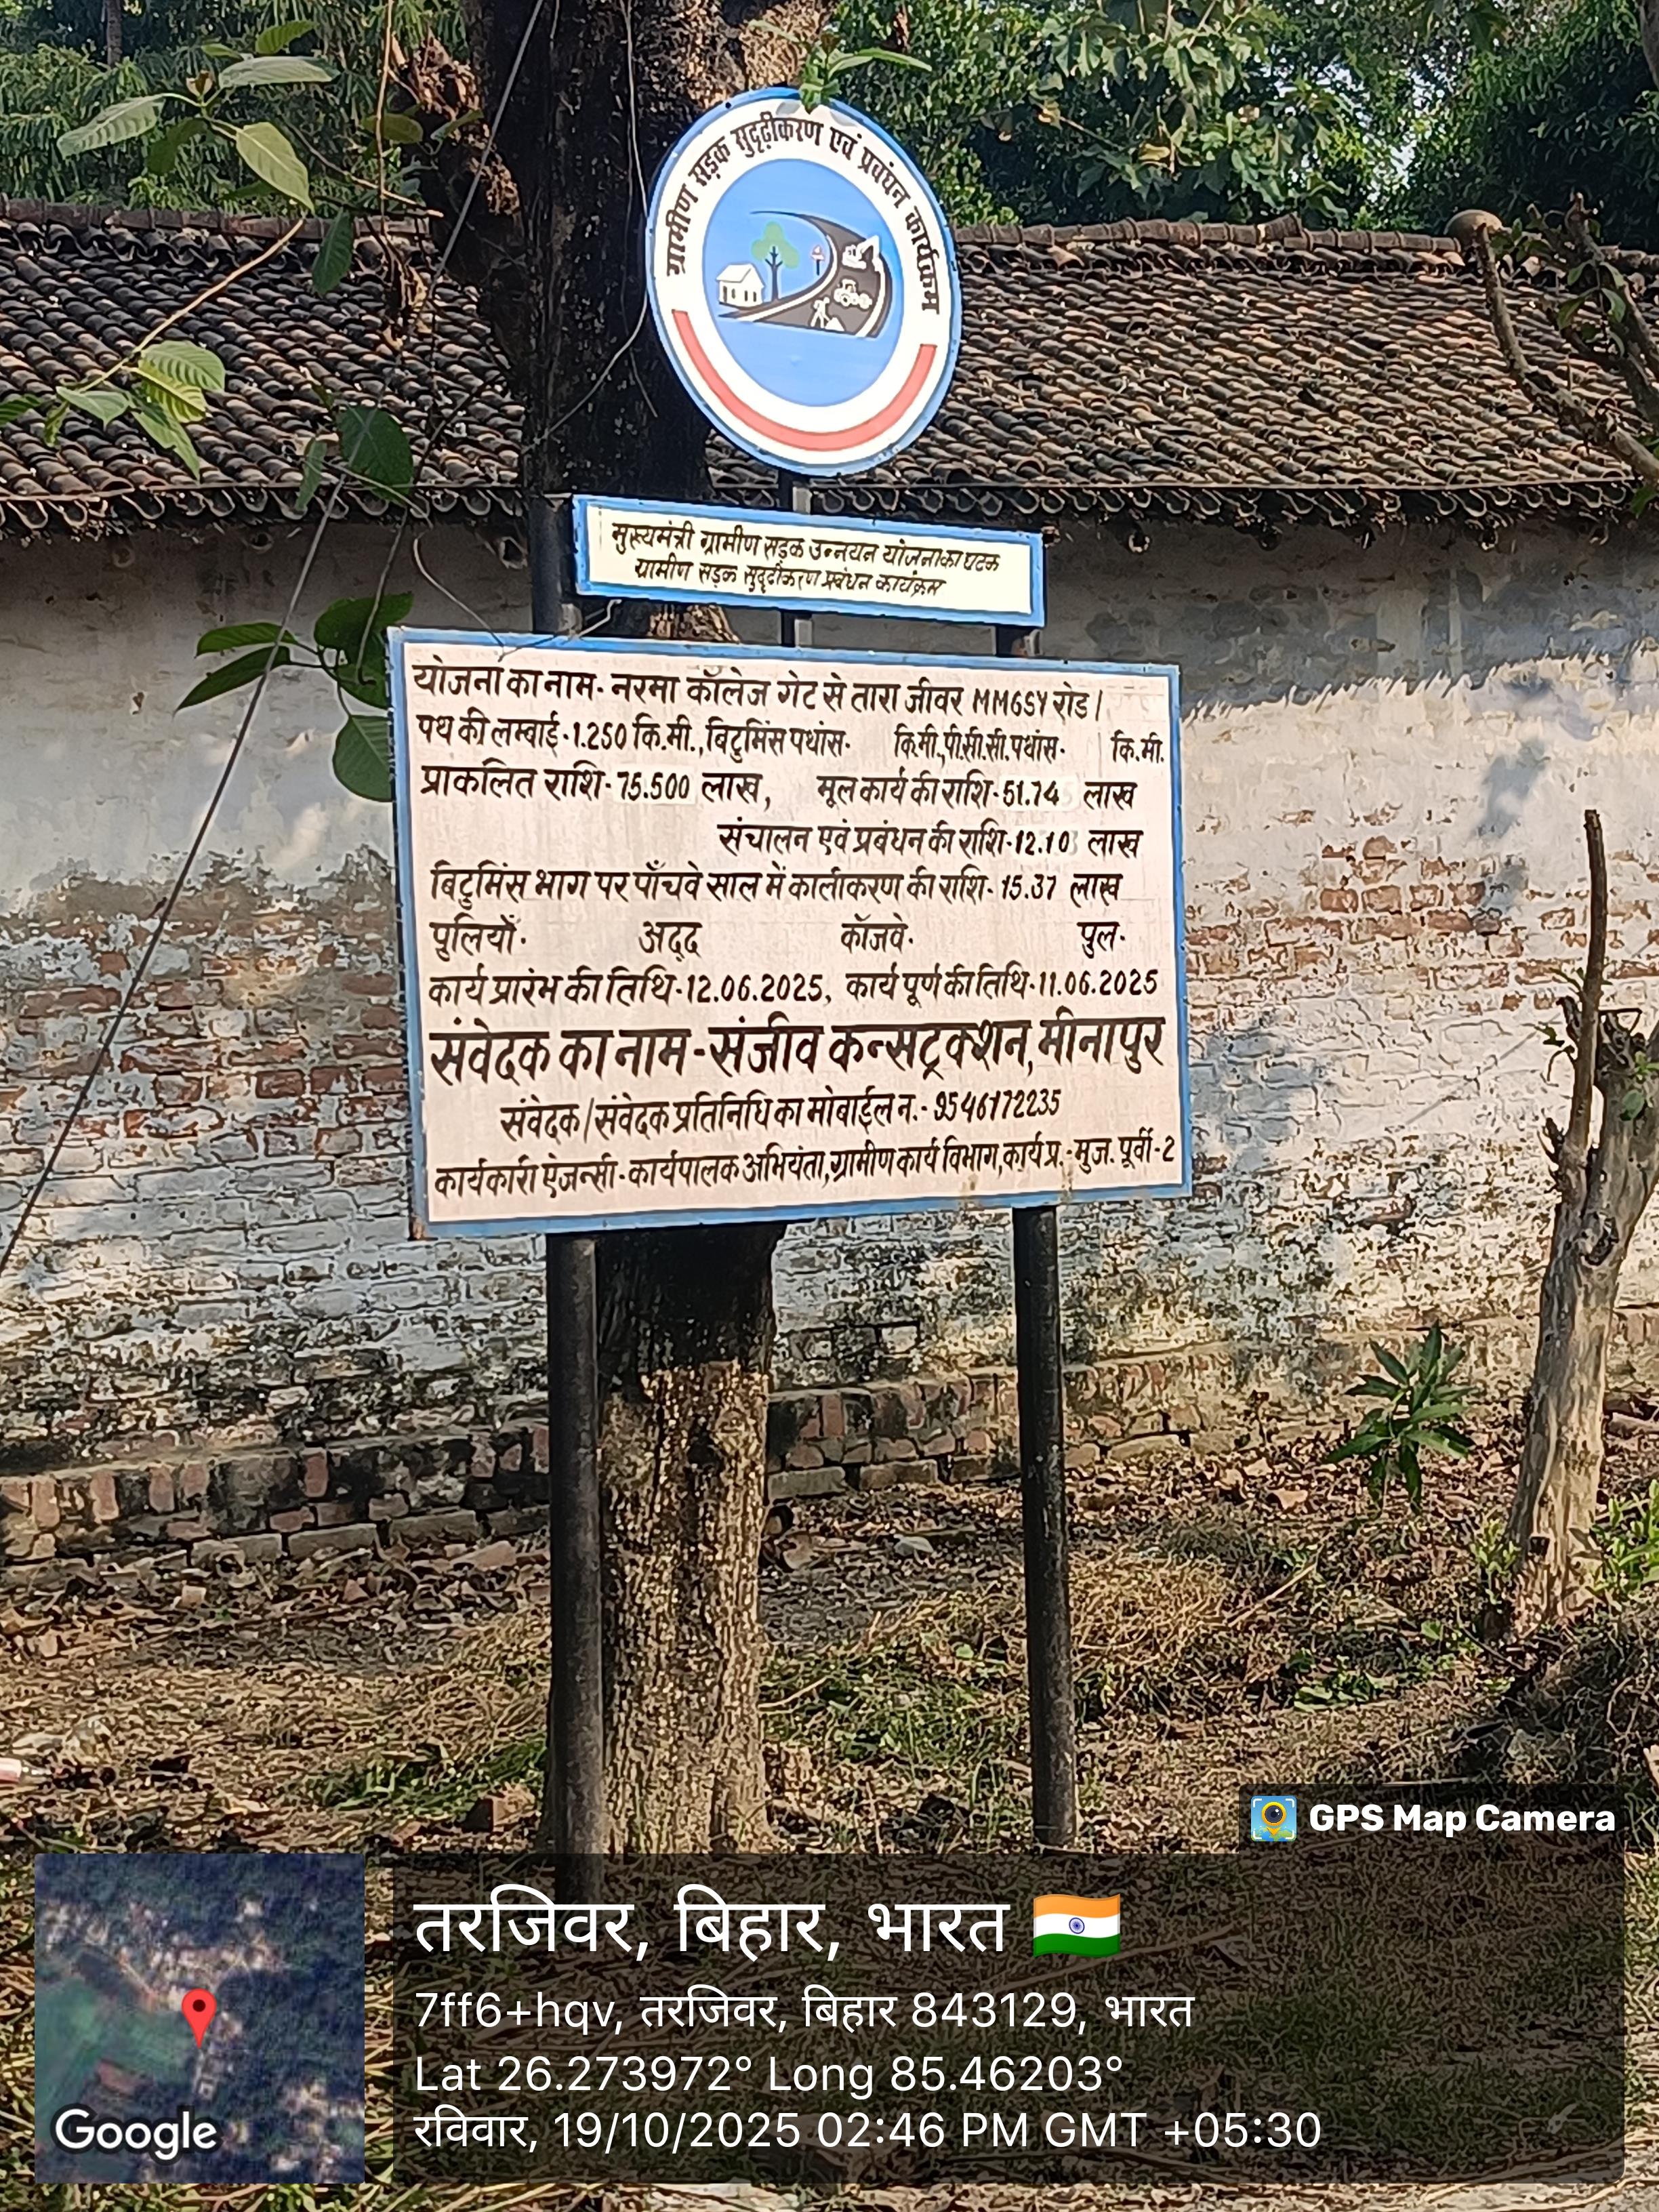 ग्रामीण सड़क सुदृढ़ीकरण एवं प्रबंधन कार्यक्रम
मुख्यमंत्री ग्रामीण सड़क उन्नयन योजना का घटक
ग्रामीण सड़क सुदृढीकरण प्रबंधन कार्यक्रम
योजना का नाम- नरमा कॉलेज गेट से तारा जीवर MMGSY रोड।
पथ की लम्बाई-1.250 कि.मी., बिटुमिंस पथांस- कि.मी., पी.सी.सी. पथांस- कि.मी.
प्राकलित राशि-75.500 लाख, मूल कार्य की राशि-51.74 लाख
संचालन एवं प्रबंधन की राशि-12.10 लाख
बिटुमिंस भाग पर पाँचवे साल में कालीकरण की राशि-15.37 लाख
पुलियों- अद्द कॉजवे- पुल-
कार्य प्रारंभ की तिथि-12.06.2025, कार्य पूर्ण की तिथि-11.06.2025
संवेदक का नाम-संजीव कन्सट्रक्शन, मीनापुर
संवेदक/संवेदक प्रतिनिधि का मोबाईल न.- 9546172235
कार्यकारी ऐजन्सी-कार्यपालक अभियंता, ग्रामीण कार्य विभाग, कार्य प्र.-मुज. पूर्वी-2
GPS Map Camera
तरजिवर, बिहार, भारत
7ff6+hqv, तरजिवर, बिहार 843129, भारत
Lat 26.273972° Long 85.46203°
रविवार, 19/10/2025 02:46 PM GMT +05:30
Google